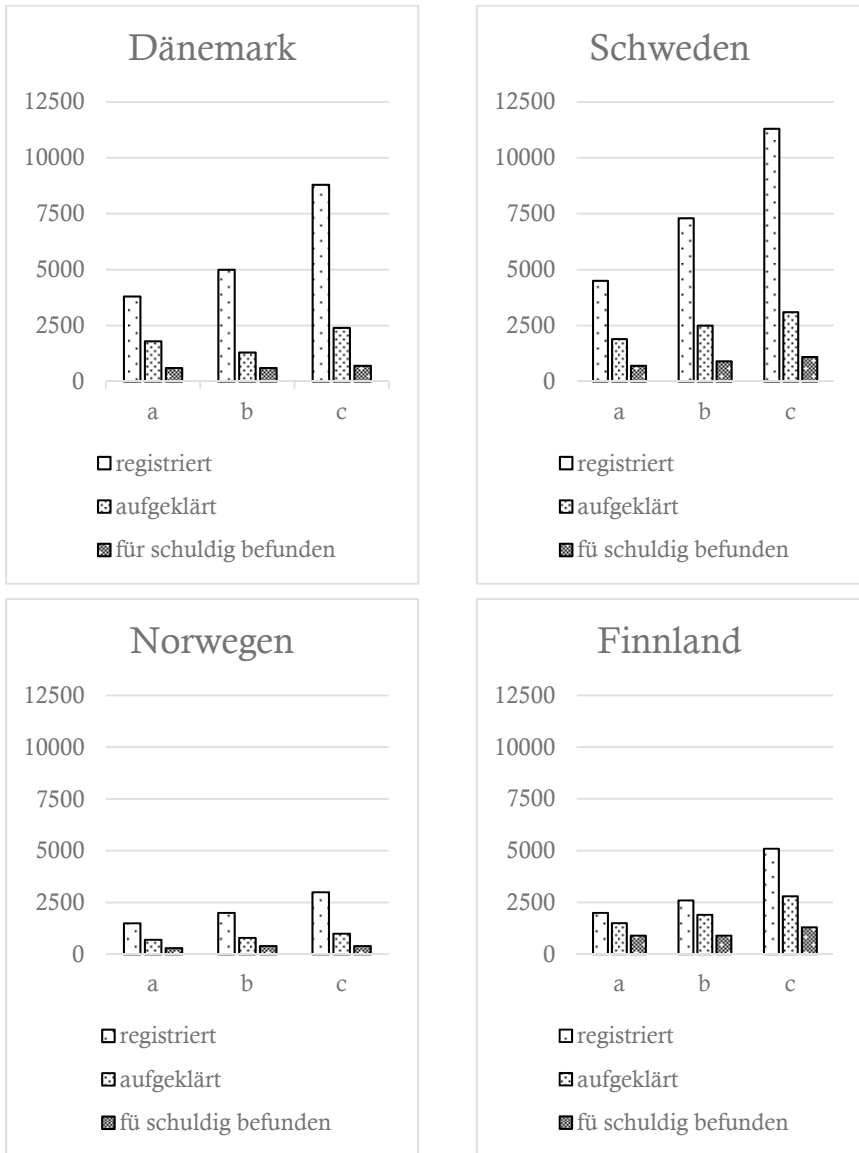 Dänemark
12500
10000
7500
5000
2500
0
a b c
registriert
aufgeklärt
für schuldig befunden
Schweden
12500
10000
7500
5000
2500
0
a b c
registriert
aufgeklärt
fü schuldig befunden
Norwegen
12500
10000
7500
5000
2500
0
a b c
registriert
aufgeklärt
fü schuldig befunden
Finnland
12500
10000
7500
5000
2500
0
a b c
registriert
aufgeklärt
fü schuldig befunden